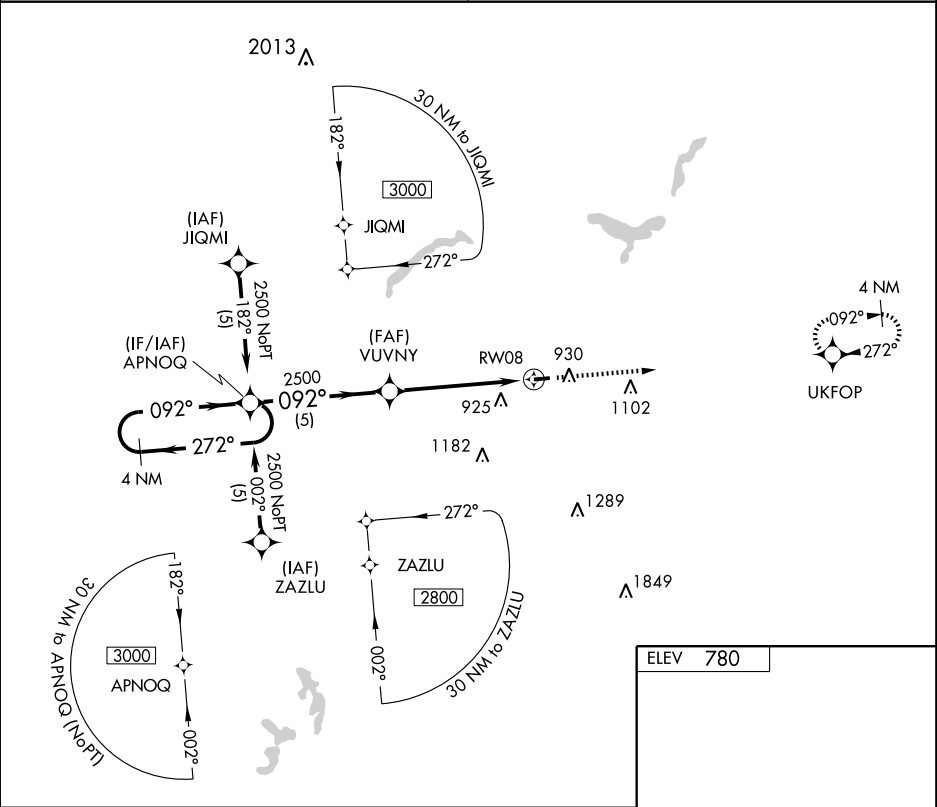 2013
30 NM to JIQMI
182°
3000
JIQMI
272°
(IAF)
JIQMI
2500 NoPT
182°
(5)
4 NM
092°
272°
UKFOP
(IF/IAF)
APNOQ
(FAF)
VUVNY
2500
092°
(5)
RW08
930
925
1102
092°
272°
4 NM
1182
2500 NoPT
002°
(5)
(IAF)
ZAZLU
272°
ZAZLU
2800
002°
30 NM to ZAZLU
1289
1849
182°
30 NM to APNOQ (NoPT)
3000
APNOQ
002°
ELEV 780